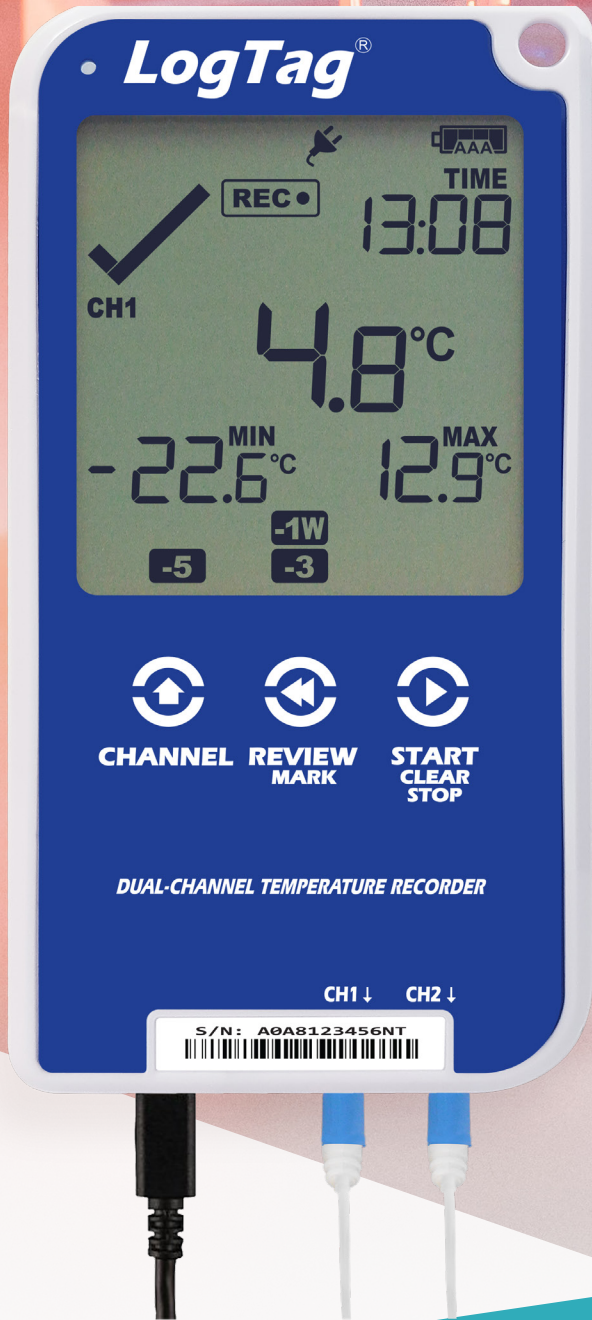 LogTag®
AAA
TIME
REC
13:08
CH1
4.8°C
MIN
-22.6°C
MAX
12.9°C
-1W
-5
-3
CHANNEL
REVIEW
MARK
START
CLEAR
STOP
DUAL-CHANNEL TEMPERATURE RECORDER
CH1↓ CH2↓
S/N: A0A8123456NT